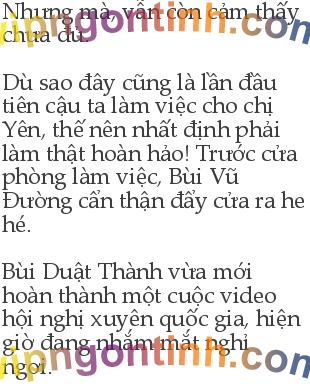 Nhưng mà, vẫn còn cảm thấy
chưa đủ.
Dù sao đây cũng là lần đầu
tiên cậu ta làm việc cho chị
Yên, thế nên nhất định phải
làm thật hoàn hảo! Trước cửa
phòng làm việc, Bùi Vũ
Đường cẩn thận đẩy cửa ra he
hé.
Bùi Duật Thành vừa mới
hoàn thành một cuộc video
hội nghị xuyên quốc gia, hiện
giờ đang nhắm mắt nghỉ
ngơi.
vipngontinh.com
vipngontinh.com